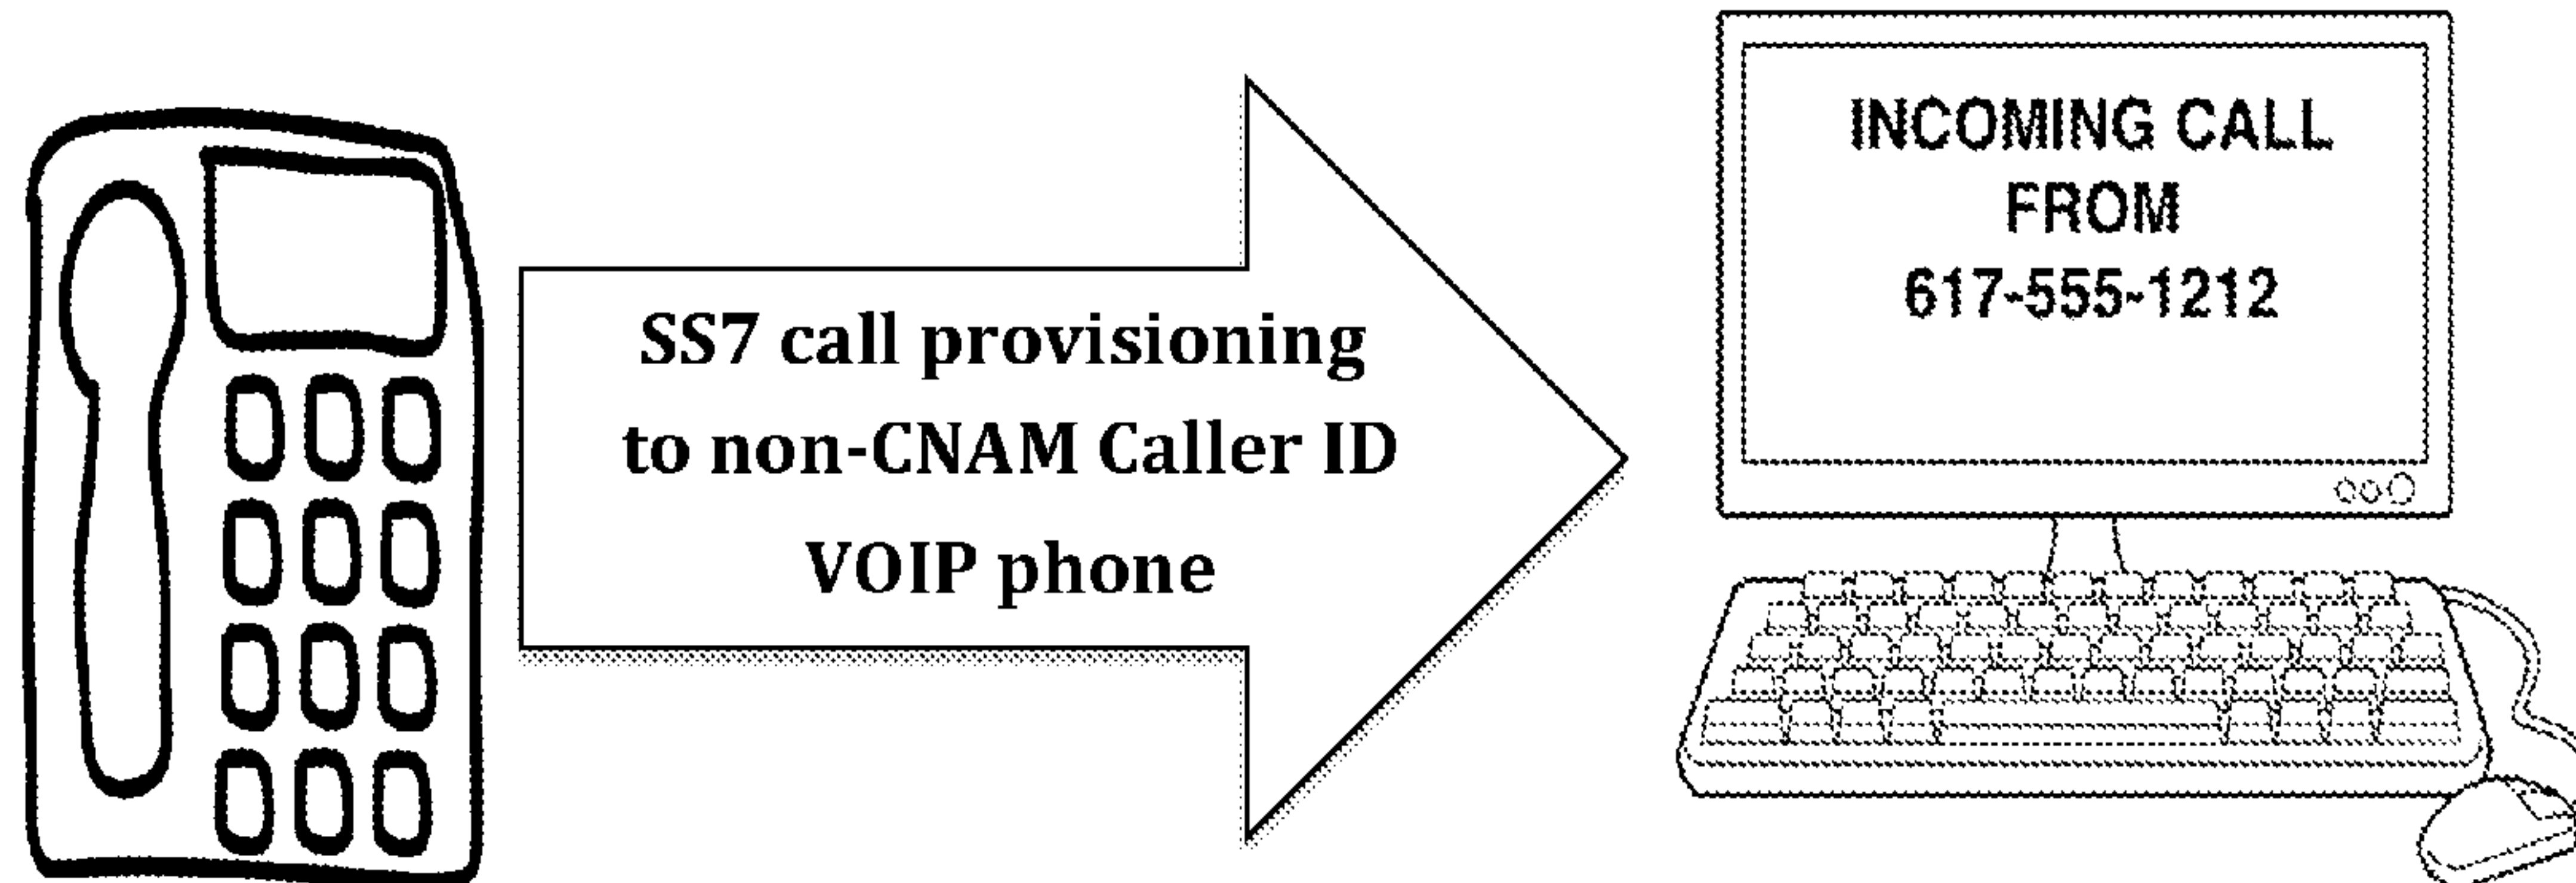 SS7 call provisioning
to non-CNAM Caller ID
VOIP phone
INCOMING CALL
FROM
617-555-1212